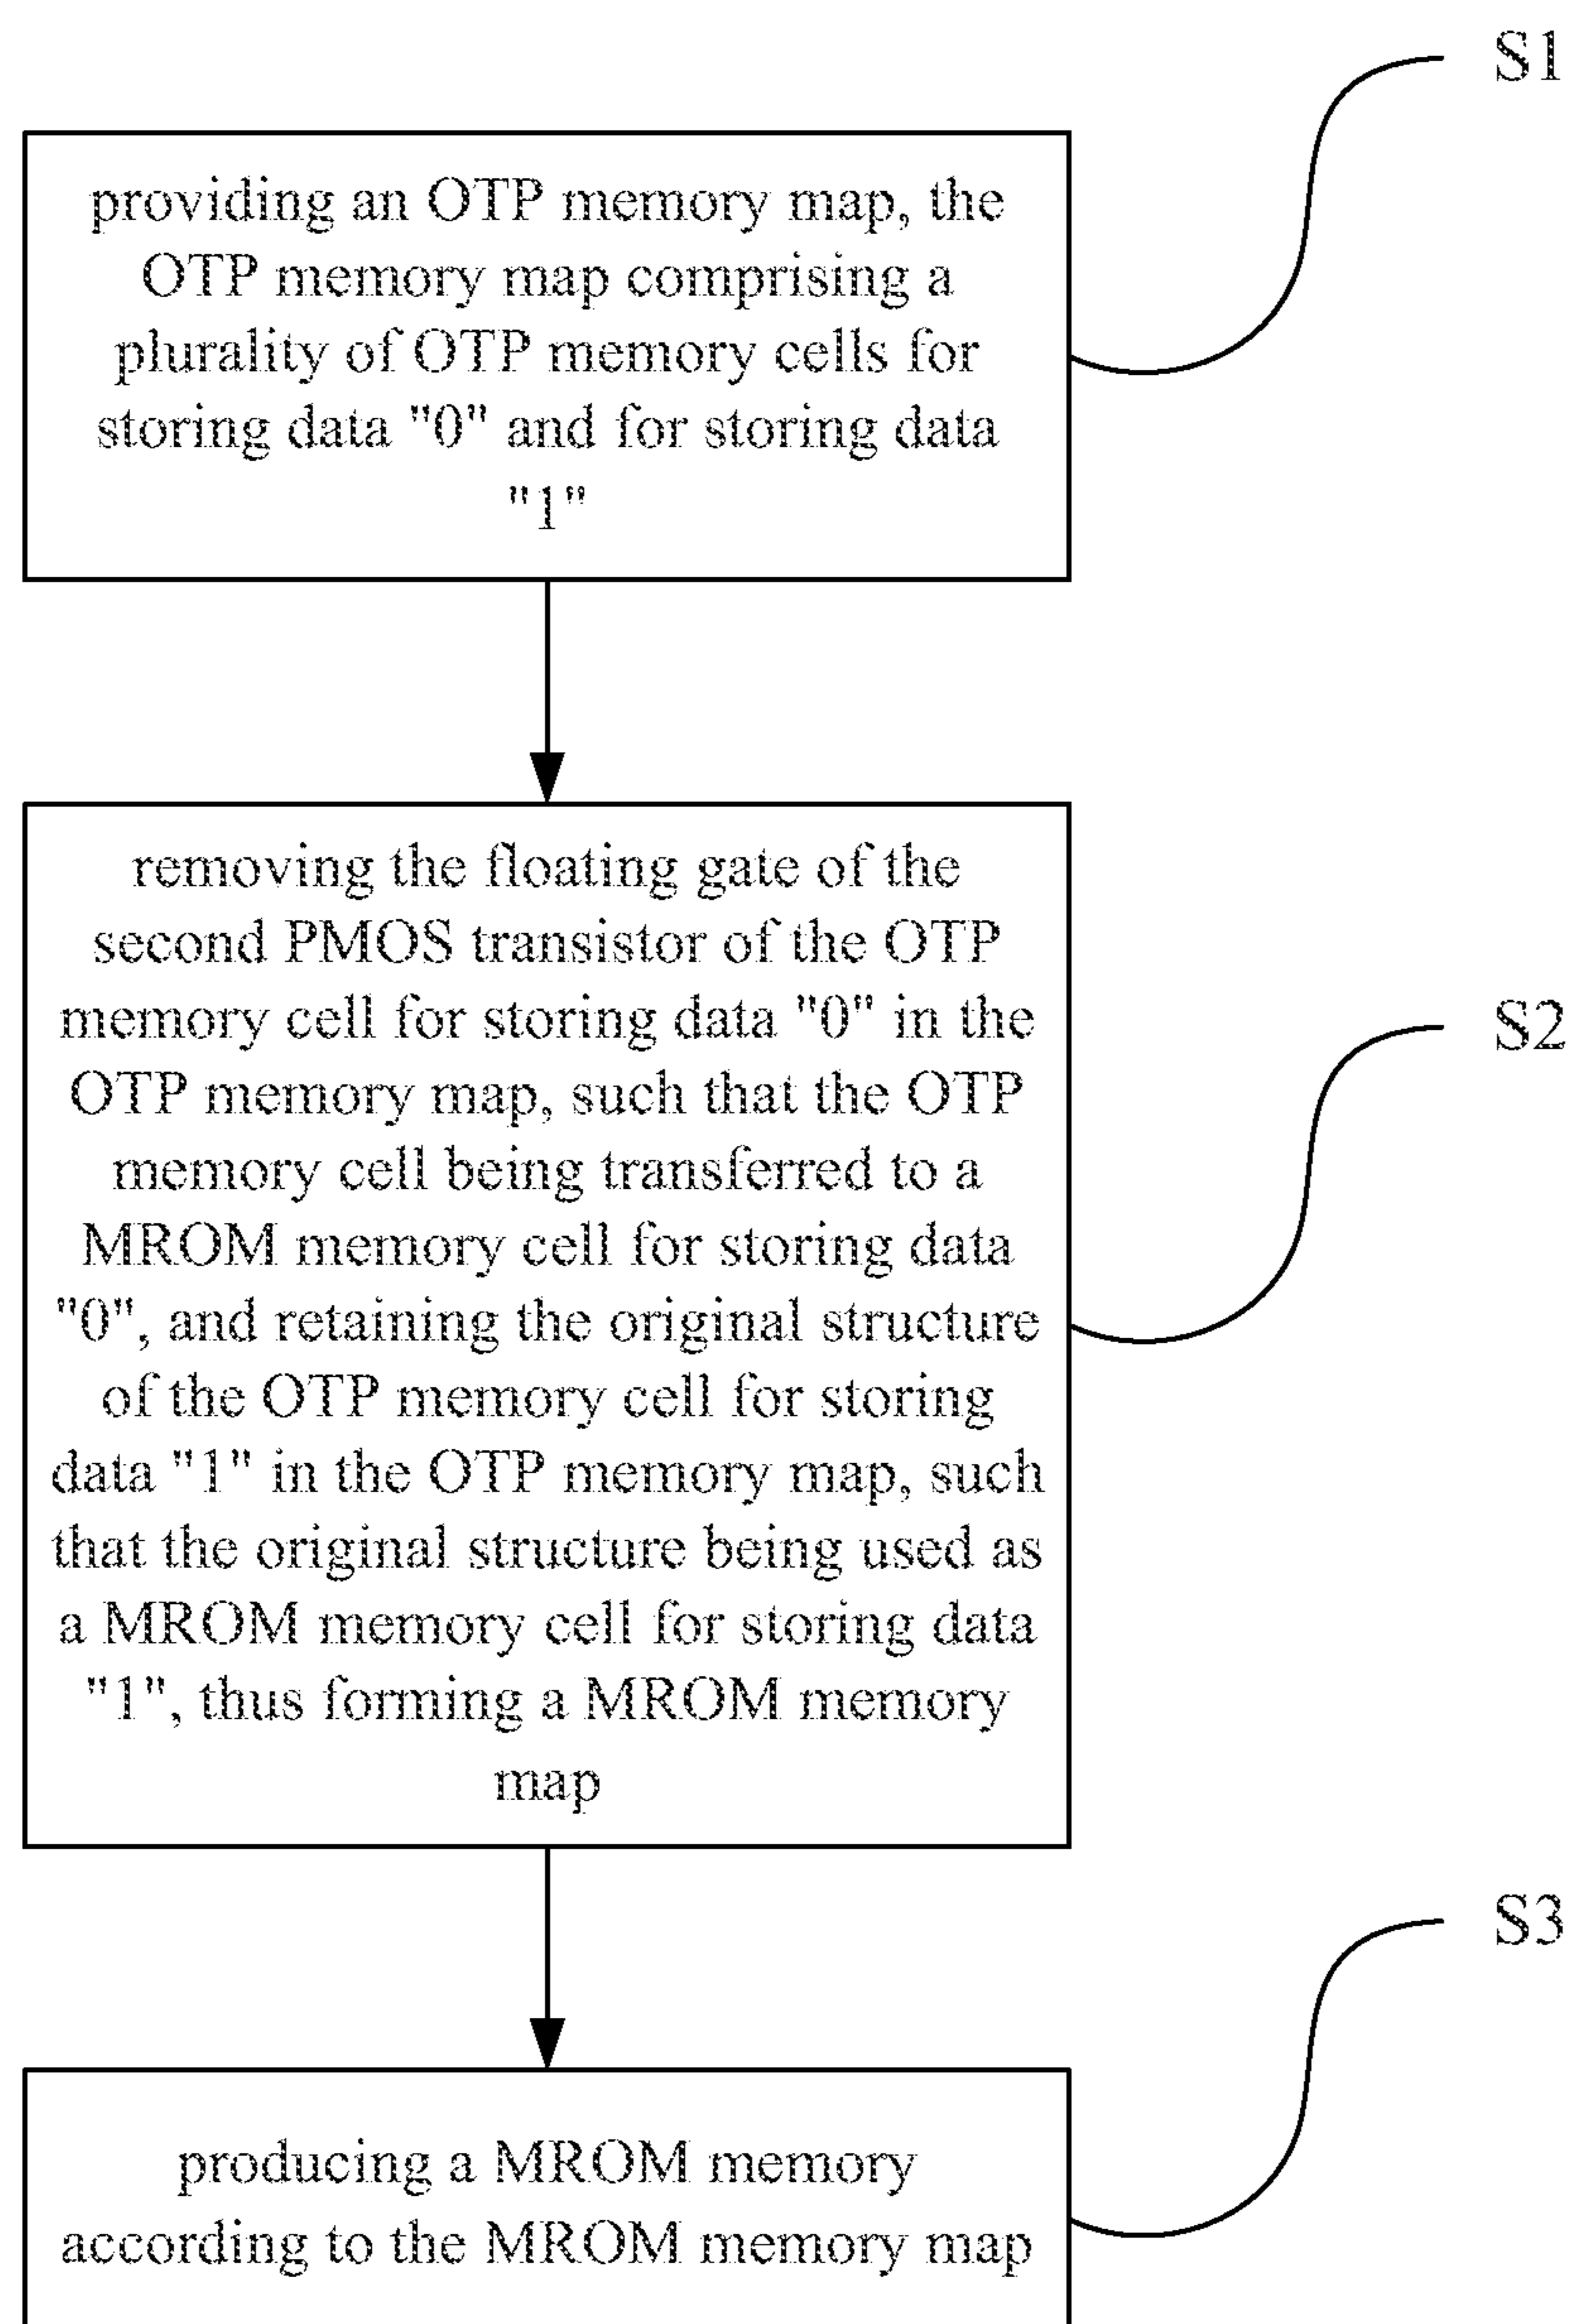 S1
providing an OTP memory map, the
OTP memory map comprising a
plurality of OTP memory cells for
storing data "0" and for storing data
"1"
removing the floating gate of the
second PMOS transistor of the OTP
memory cell for storing data "0" in the
OTP memory map, such that the OTP
memory cell being transferred to a
MROM memory cell for storing data
"0", and retaining the original structure
of the OTP memory cell for storing
data "1" in the OTP memory map, such
that the original structure being used as
a MROM memory cell for storing data
"1", thus forming a MROM memory
map
S2
S3
producing a MROM memory
according to the MROM memory map